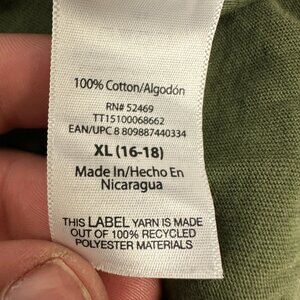 100% Cotton/Algodón
RN# 52469
TT15100068662
EAN/UPC 8 809887440334
XL (16-18)
Made In/Hecho En
Nicaragua
THIS LABEL YARN IS MADE
OUT OF 100% RECYCLED
POLYESTER MATERIALS